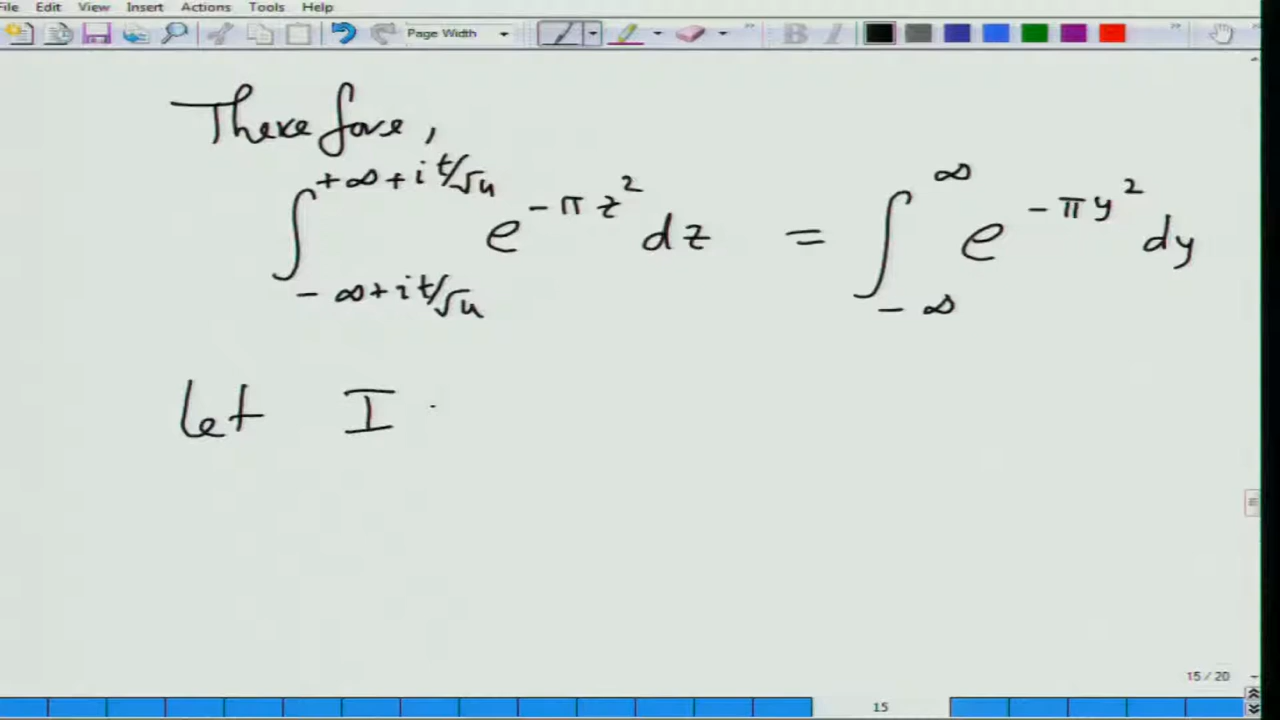 File Edit View Insert Actions Tools Help
Page Width
Therefore,
∫_{-∞+it/√u}^{+∞+it/√u} e^{-πz²} dz = ∫_{-∞}^{∞} e^{-πy²} dy
Let I
15 / 20
15